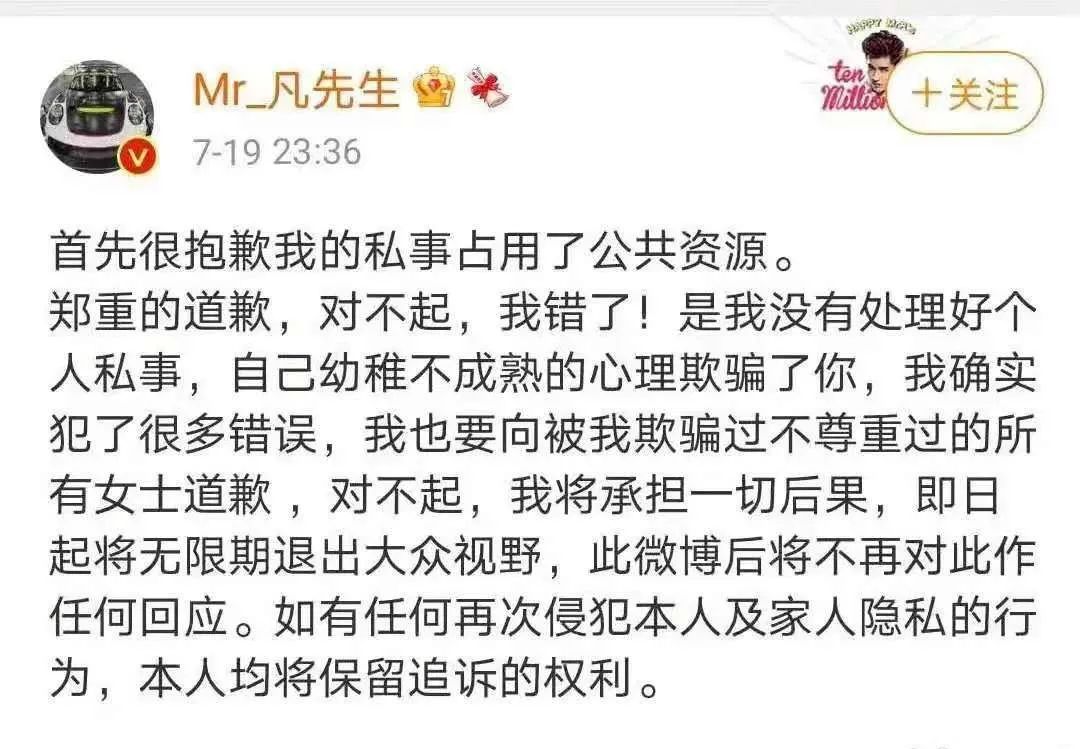 HAPPY Mr.A's
ten
Million
Mr_凡先生
＋关注
7-19 23:36
首先很抱歉我的私事占用了公共资源。
郑重的道歉，对不起，我错了！是我没有处理好个
人私事，自己幼稚不成熟的心理欺骗了你，我确实
犯了很多错误，我也要向被我欺骗过不尊重过的所
有女士道歉 ，对不起，我将承担一切后果，即日
起将无限期退出大众视野，此微博后将不再对此作
任何回应。如有任何再次侵犯本人及家人隐私的行
为，本人均将保留追诉的权利。